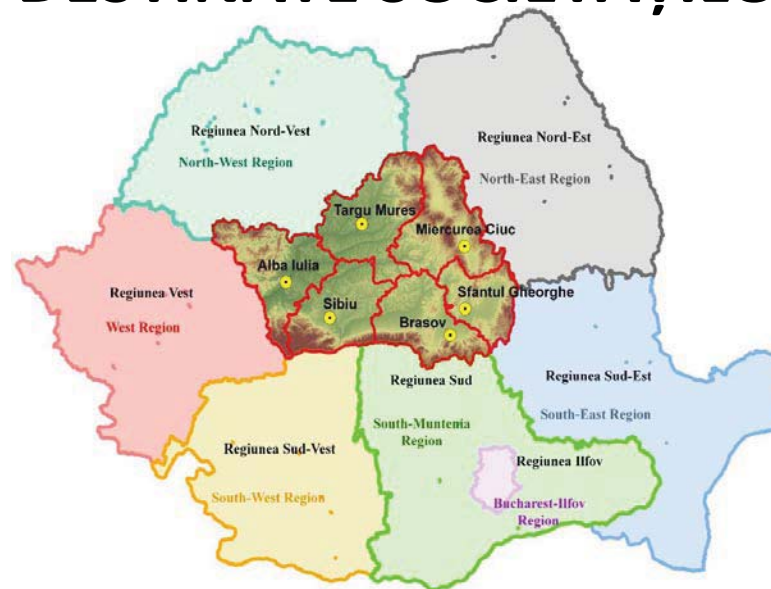 Regiunea Nord-Vest
North-West Region
Regiunea Nord-Est
North-East Region
Targu Mures
Miercurea Ciuc
Alba Iulia
Sfantul Gheorghe
Sibiu
Brasov
Regiunea Vest
West Region
Regiunea Sud
South-Muntenia
Region
Regiunea Sud-Est
South-East Region
Regiunea Sud-Vest
South-West Region
Regiunea Ilfov
Bucharest-Ilfov
Region